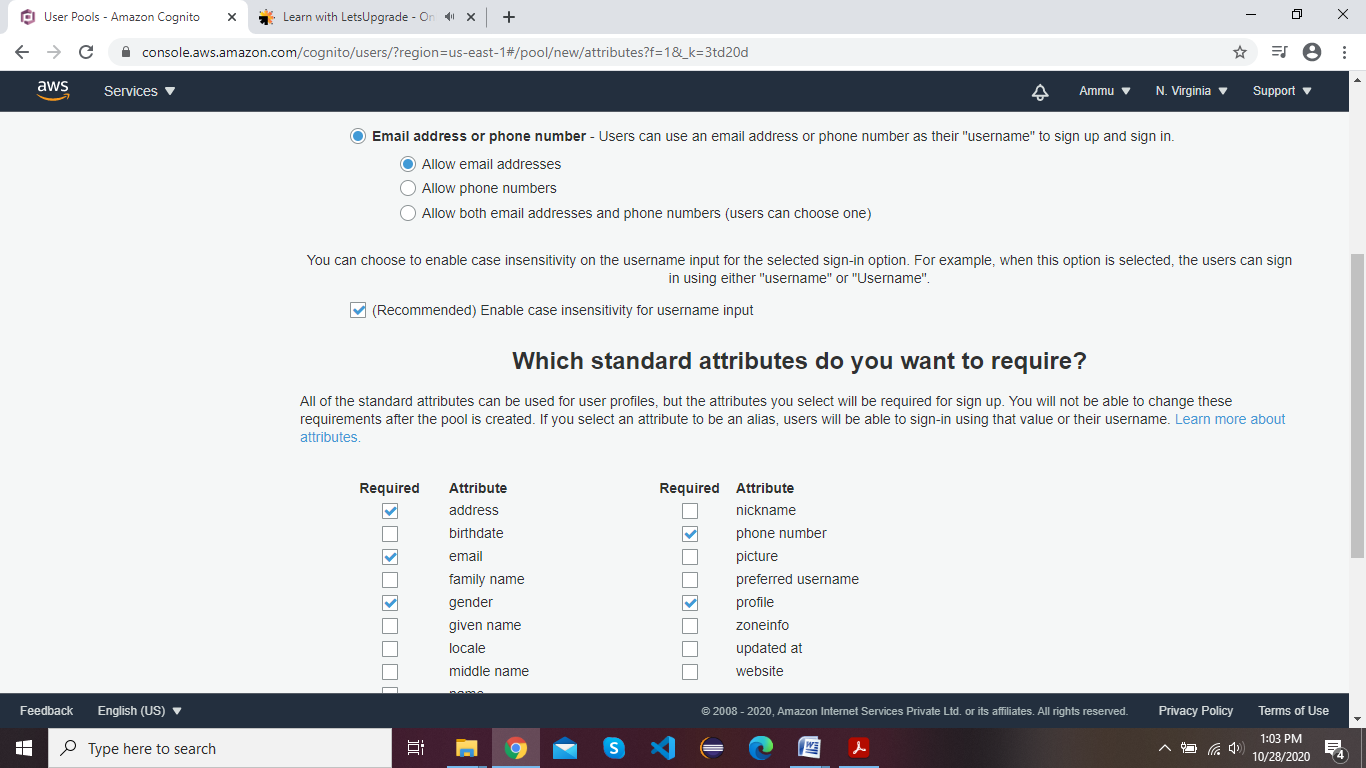 User Pools - Amazon Cognito
Learn with LetsUpgrade - On
console.aws.amazon.com/cognito/users/?region=us-east-1#/pool/new/attributes?f=1&_k=3td20d
aws Services Ammu N. Virginia Support
Email address or phone number - Users can use an email address or phone number as their "username" to sign up and sign in.
Allow email addresses
Allow phone numbers
Allow both email addresses and phone numbers (users can choose one)
You can choose to enable case insensitivity on the username input for the selected sign-in option. For example, when this option is selected, the users can sign
in using either "username" or "Username".
(Recommended) Enable case insensitivity for username input
Which standard attributes do you want to require?
All of the standard attributes can be used for user profiles, but the attributes you select will be required for sign up. You will not be able to change these
requirements after the pool is created. If you select an attribute to be an alias, users will be able to sign-in using that value or their username. Learn more about
attributes.
Required Attribute Required Attribute
address nickname
birthdate phone number
email picture
family name preferred username
gender profile
given name zoneinfo
locale updated at
middle name website
name
Feedback English (US) © 2008 - 2020, Amazon Internet Services Private Ltd. or its affiliates. All rights reserved. Privacy Policy Terms of Use
Type here to search
1:03 PM
10/28/2020
4